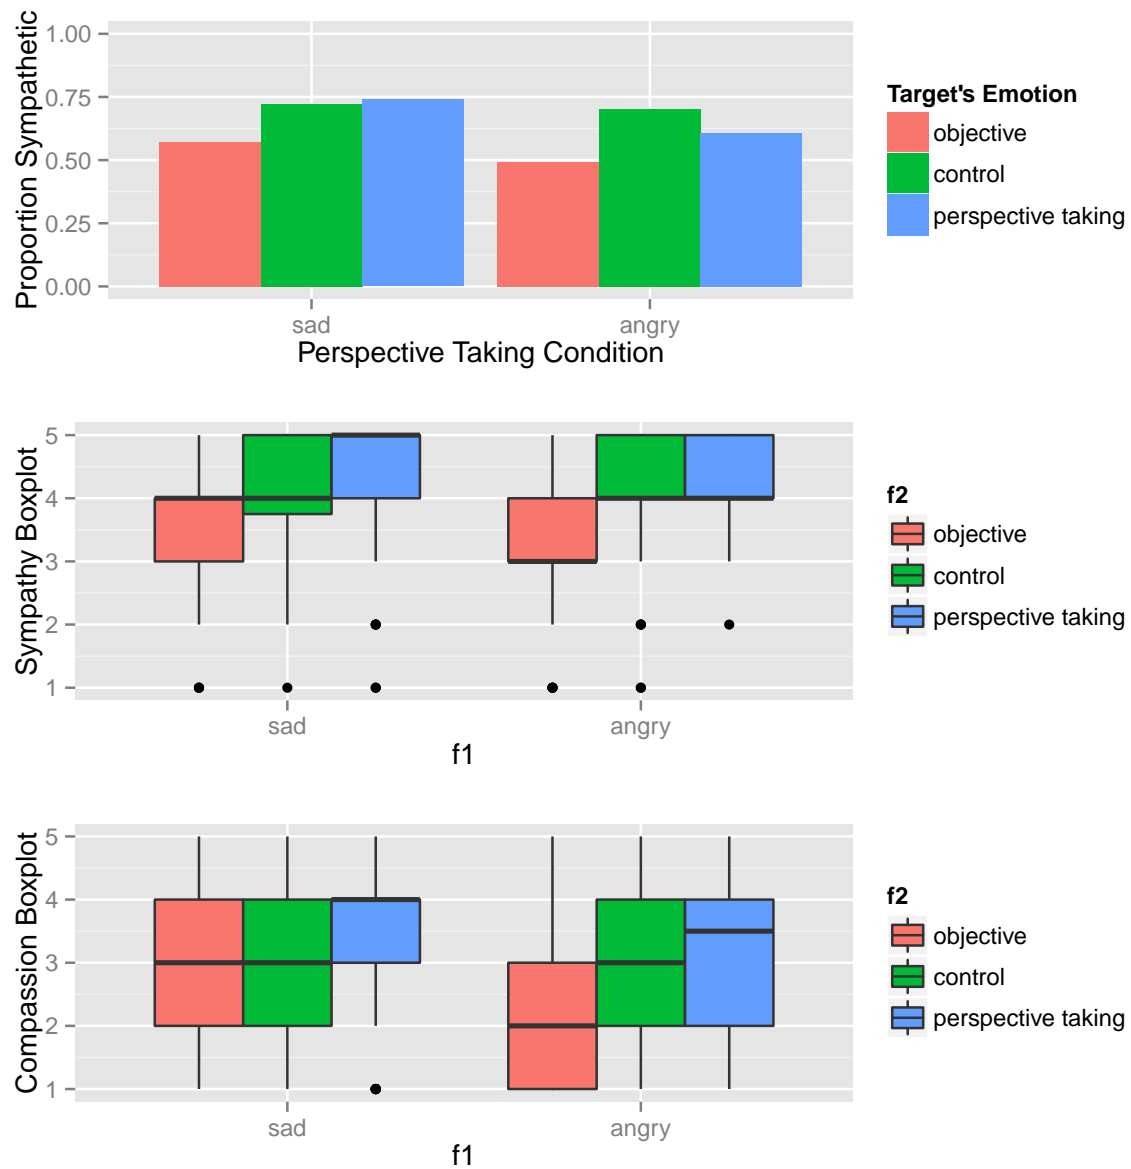 Proportion Sympathetic
1.00
0.75
0.50
0.25
0.00
sad
angry
Perspective Taking Condition
Target's Emotion
objective
control
perspective taking
Sympathy Boxplot
5
4
3
2
1
sad
angry
f1
f2
objective
control
perspective taking
Compassion Boxplot
5
4
3
2
1
sad
angry
f1
f2
objective
control
perspective taking